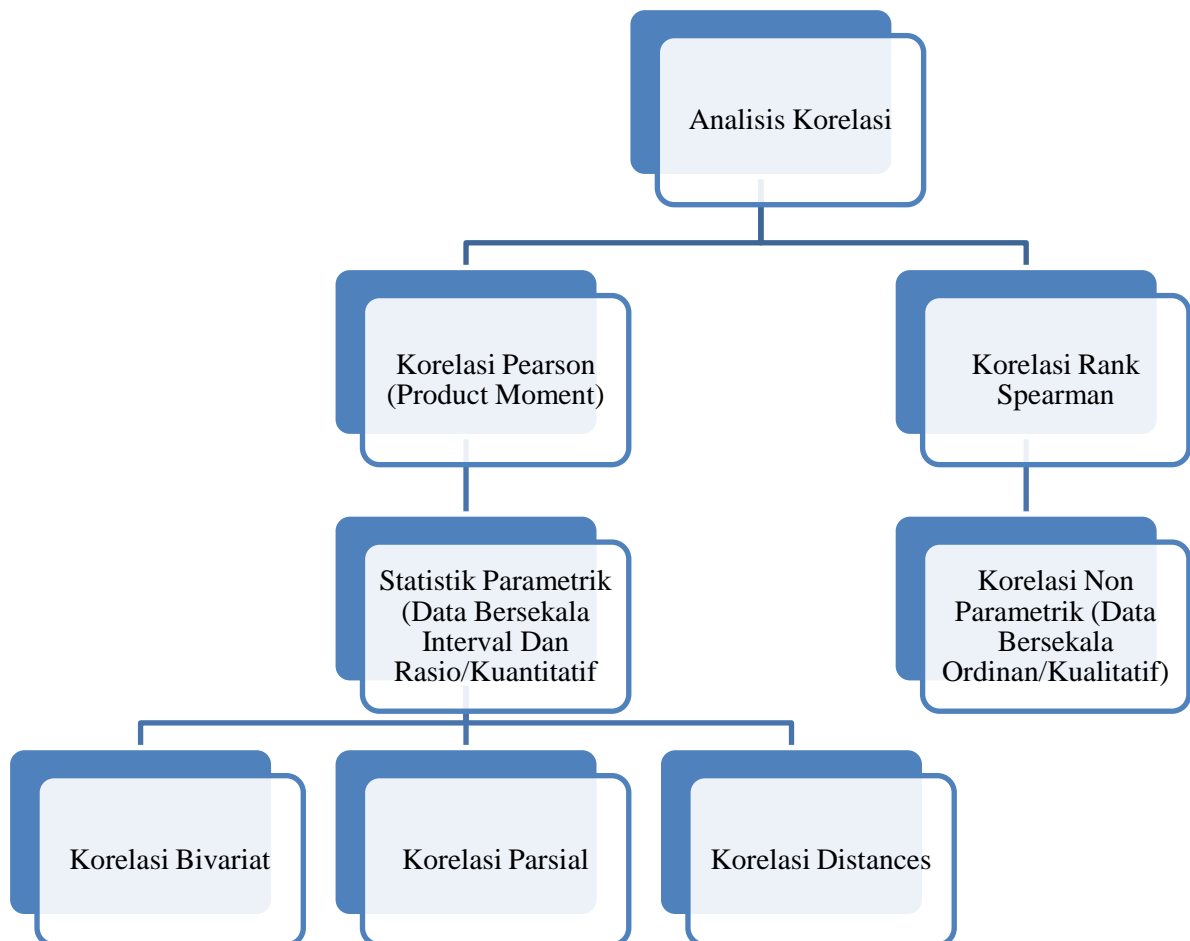 Analisis Korelasi
Korelasi Pearson
(Product Moment)
Korelasi Rank
Spearman
Statistik Parametrik
(Data Bersekala
Interval Dan
Rasio/Kuantitatif
Korelasi Non
Parametrik (Data
Bersekala
Ordinan/Kualitatif)
Korelasi Bivariat
Korelasi Parsial
Korelasi Distances